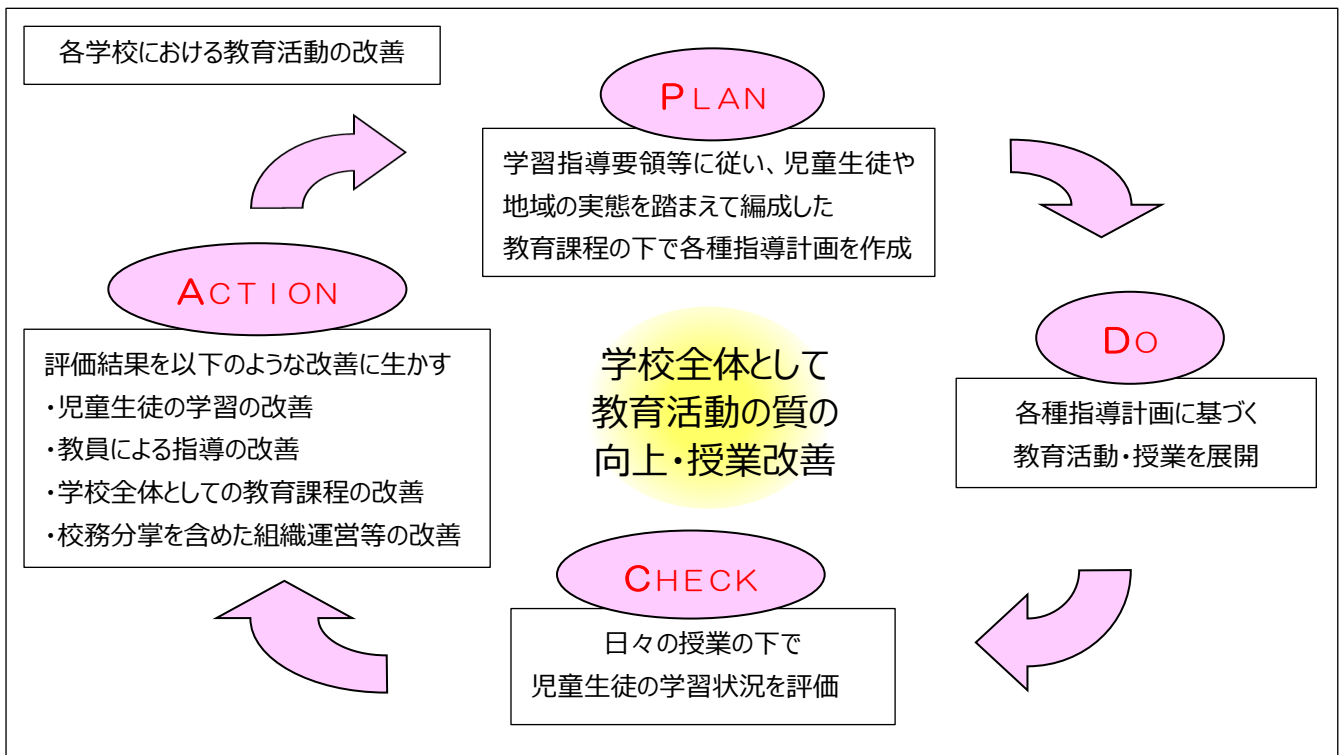 各学校における教育活動の改善
PLAN
学習指導要領等に従い、児童生徒や
地域の実態を踏まえて編成した
教育課程の下で各種指導計画を作成
DO
各種指導計画に基づく
教育活動・授業を展開
CHECK
日々の授業の下で
児童生徒の学習状況を評価
ACTION
評価結果を以下のような改善に生かす
・児童生徒の学習の改善
・教員による指導の改善
・学校全体としての教育課程の改善
・校務分掌を含めた組織運営等の改善
学校全体として
教育活動の質の
向上・授業改善